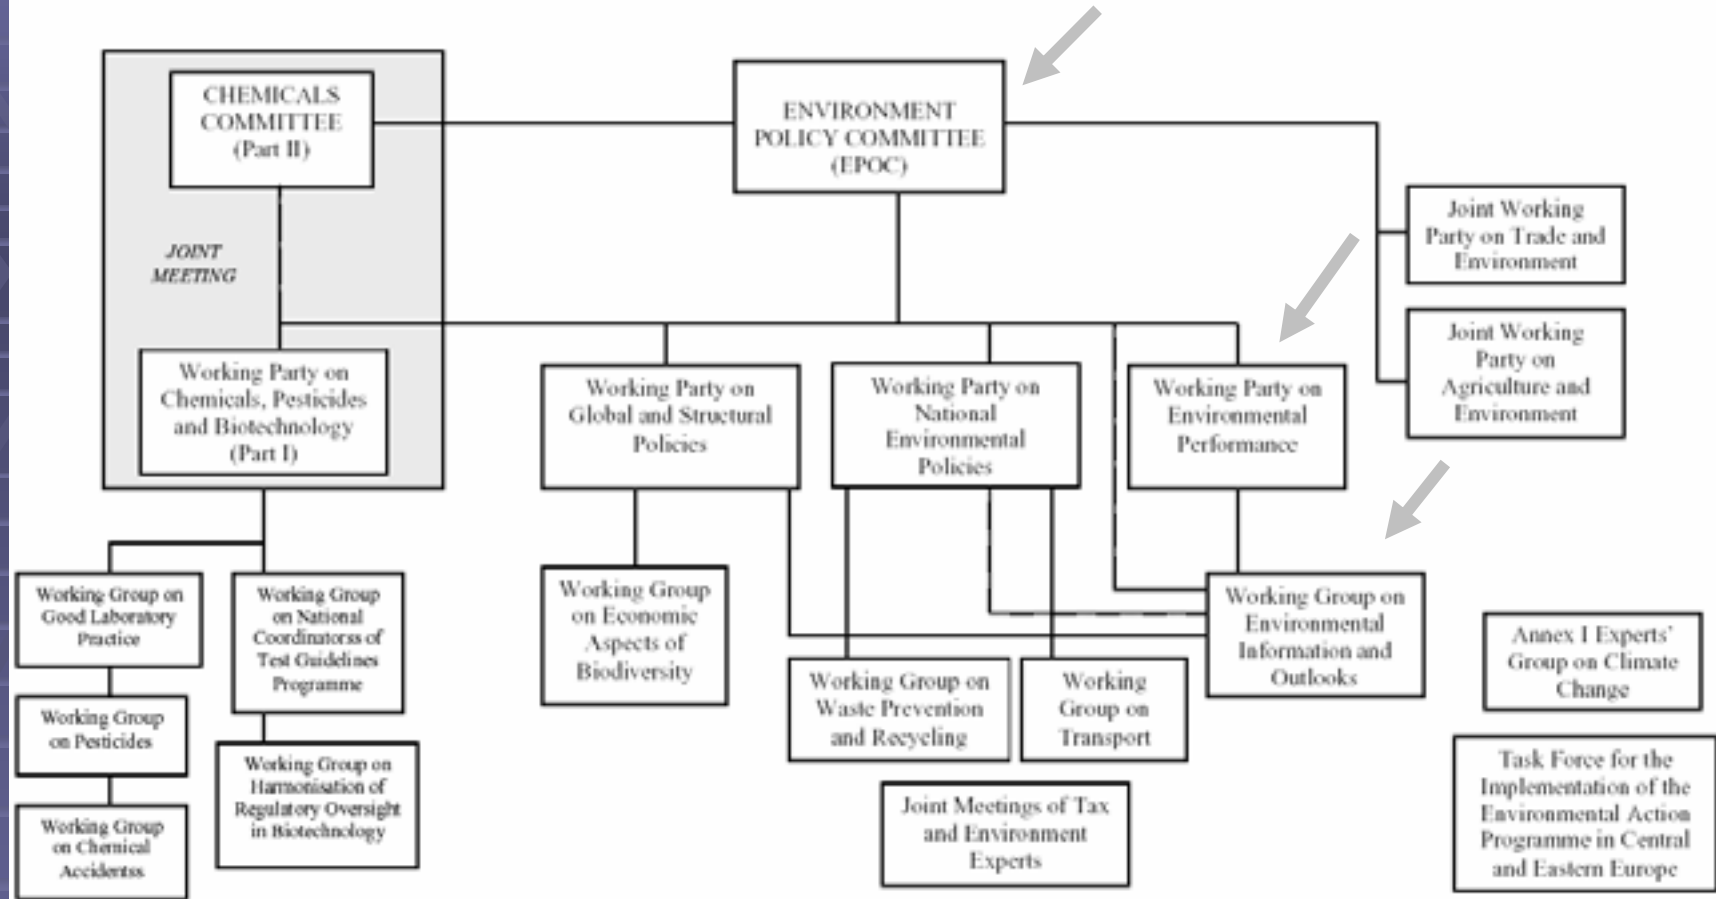 CHEMICALS
COMMITTEE
(Part II)
ENVIRONMENT
POLICY COMMITTEE
(EPOC)
JOINT
MEETING
Joint Working
Party on Trade and
Environment
Joint Working
Party on
Agriculture and
Environment
Working Party on
Chemicals, Pesticides
and Biotechnology
(Part I)
Working Party on
Global and Structural
Policies
Working Party on
National
Environmental
Policies
Working Party on
Environmental
Performance
Working Group on
Good Laboratory
Practice
Working Group
on National
Coordinatorss of
Test Guidelines
Programme
Working Group
on Economic
Aspects of
Biodiversity
Working Group on
Environmental
Information and
Outlooks
Working Group on
Waste Prevention
and Recycling
Working
Group on
Transport
Annex I Experts'
Group on Climate
Change
Working Group
on Pesticides
Working Group on
Harmonisation of
Regulatory Oversight
in Biotechnology
Working Group
on Chemical
Accidentss
Joint Meetings of Tax
and Environment
Experts
Task Force for the
Implementation of the
Environmental Action
Programme in Central
and Eastern Europe